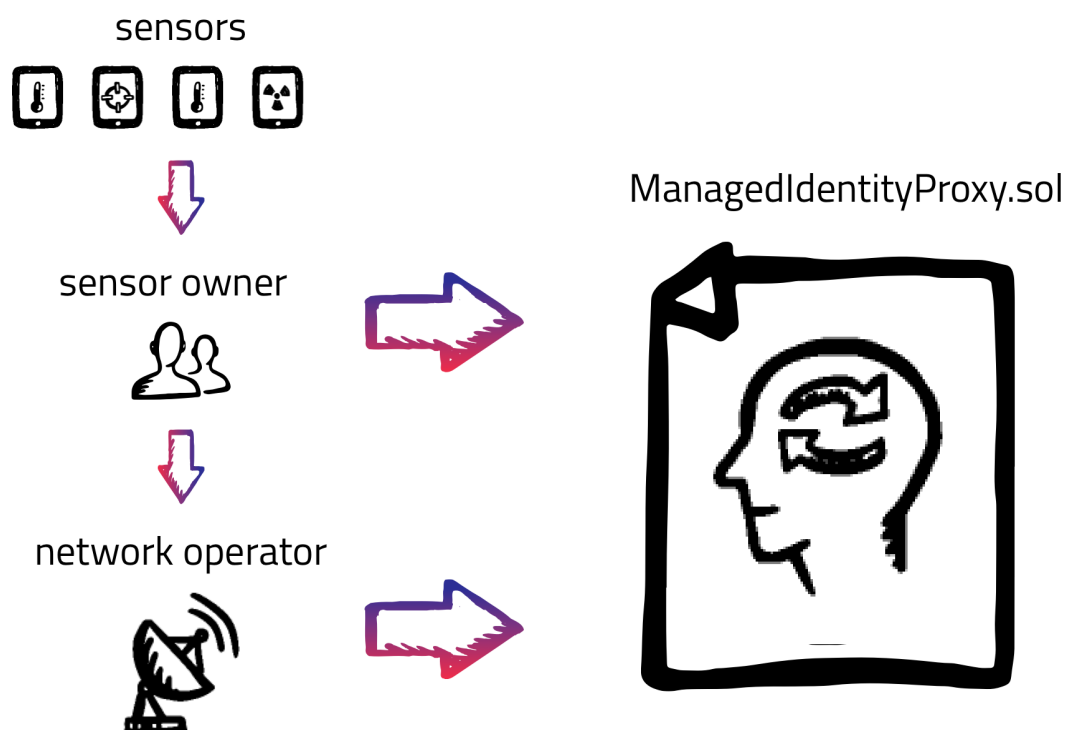 sensors
ManagedIdentityProxy.sol
sensor owner
network operator